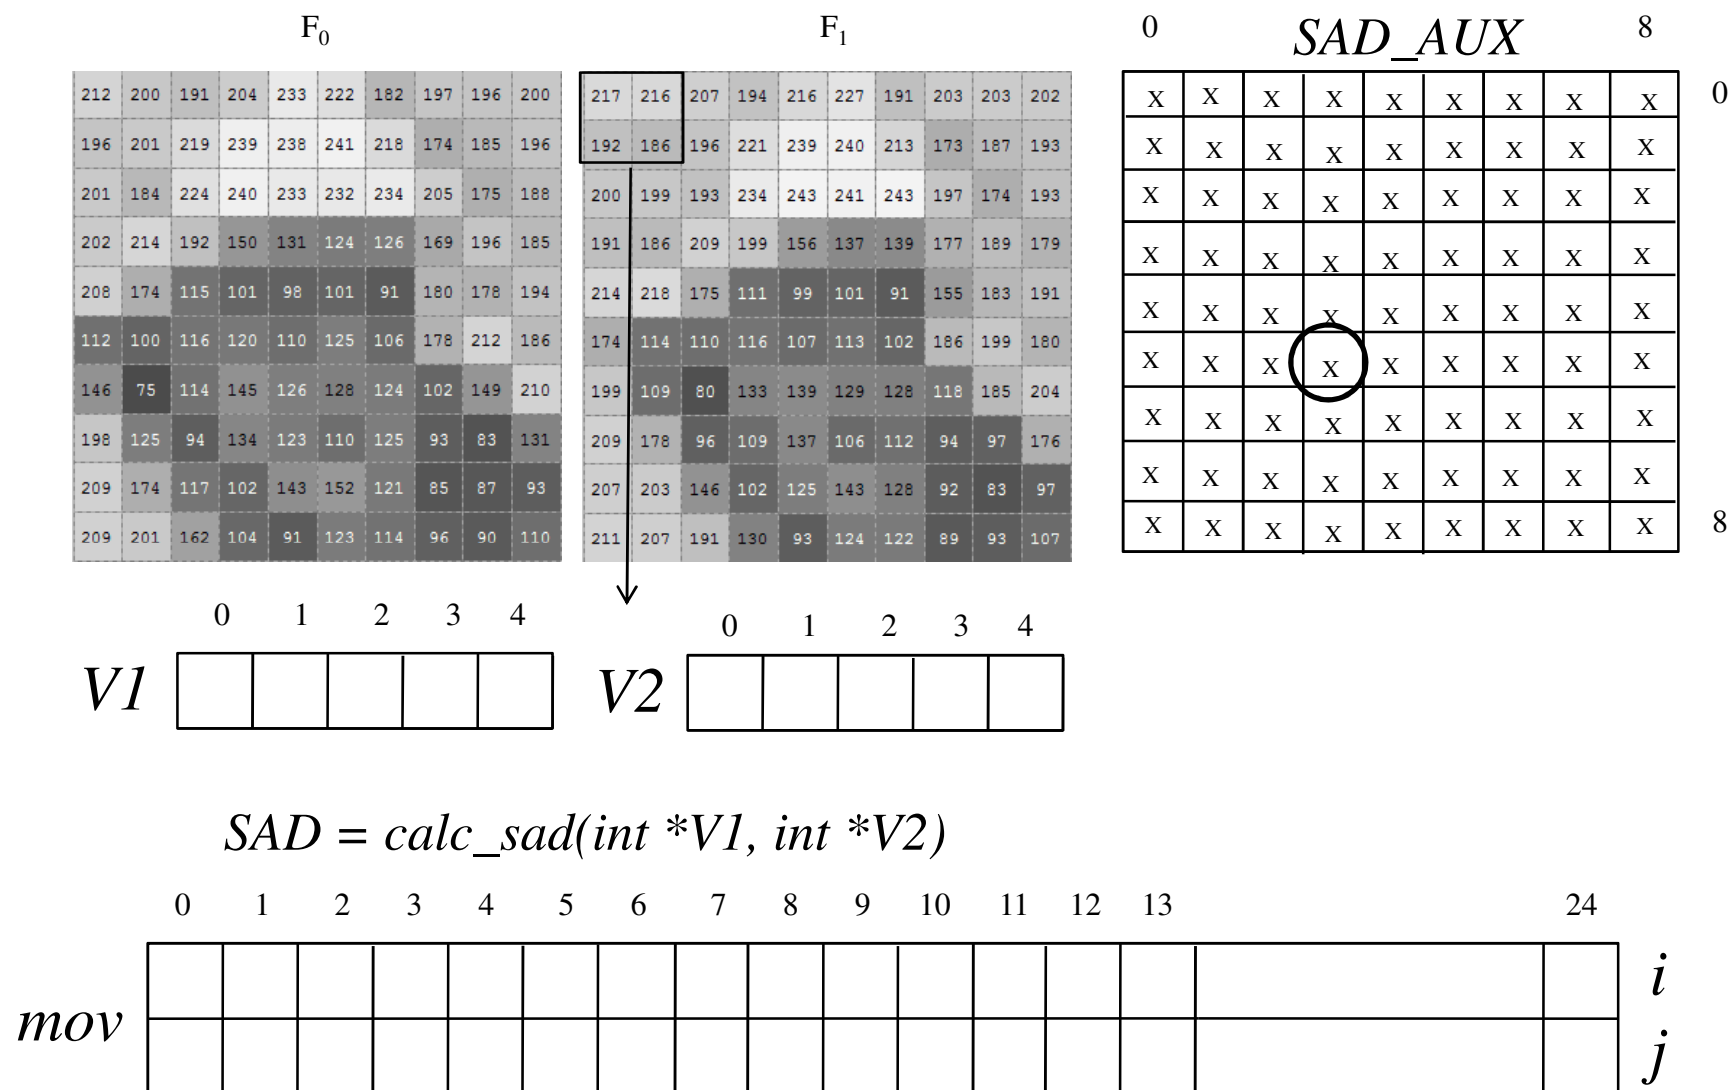 F0 F1 0 SAD_AUX 8
212 200 191 204 233 222 182 197 196 200
196 201 219 239 238 241 218 174 185 196
201 184 224 240 233 232 234 205 175 188
202 214 192 150 131 124 126 169 196 185
208 174 115 101 98 101 91 180 178 194
112 100 116 120 110 125 106 178 212 186
146 75 114 145 126 128 124 102 149 210
198 125 94 134 123 110 125 93 83 131
209 174 117 102 143 152 121 85 87 93
209 201 162 104 91 123 114 96 90 110
217 216 207 194 216 227 191 203 203 202
192 186 196 221 239 240 213 173 187 193
200 199 193 234 243 241 243 197 174 193
191 186 209 199 156 137 139 177 189 179
214 218 175 111 99 101 91 155 183 191
174 114 110 116 107 113 102 186 199 180
199 109 80 133 139 129 128 118 185 204
209 178 96 109 137 106 112 94 97 176
207 203 146 102 125 143 128 92 83 97
211 207 191 130 93 124 122 89 93 107
X X X X X X X X X 0
X X X X X X X X X
X X X X X X X X X
X X X X X X X X X
X X X X X X X X X
X X X X X X X X X
X X X X X X X X X
X X X X X X X X X
X X X X X X X X X 8
0 1 2 3 4
V1
0 1 2 3 4
V2
SAD = calc_sad(int *V1, int *V2)
0 1 2 3 4 5 6 7 8 9 10 11 12 13 24
i
mov
j